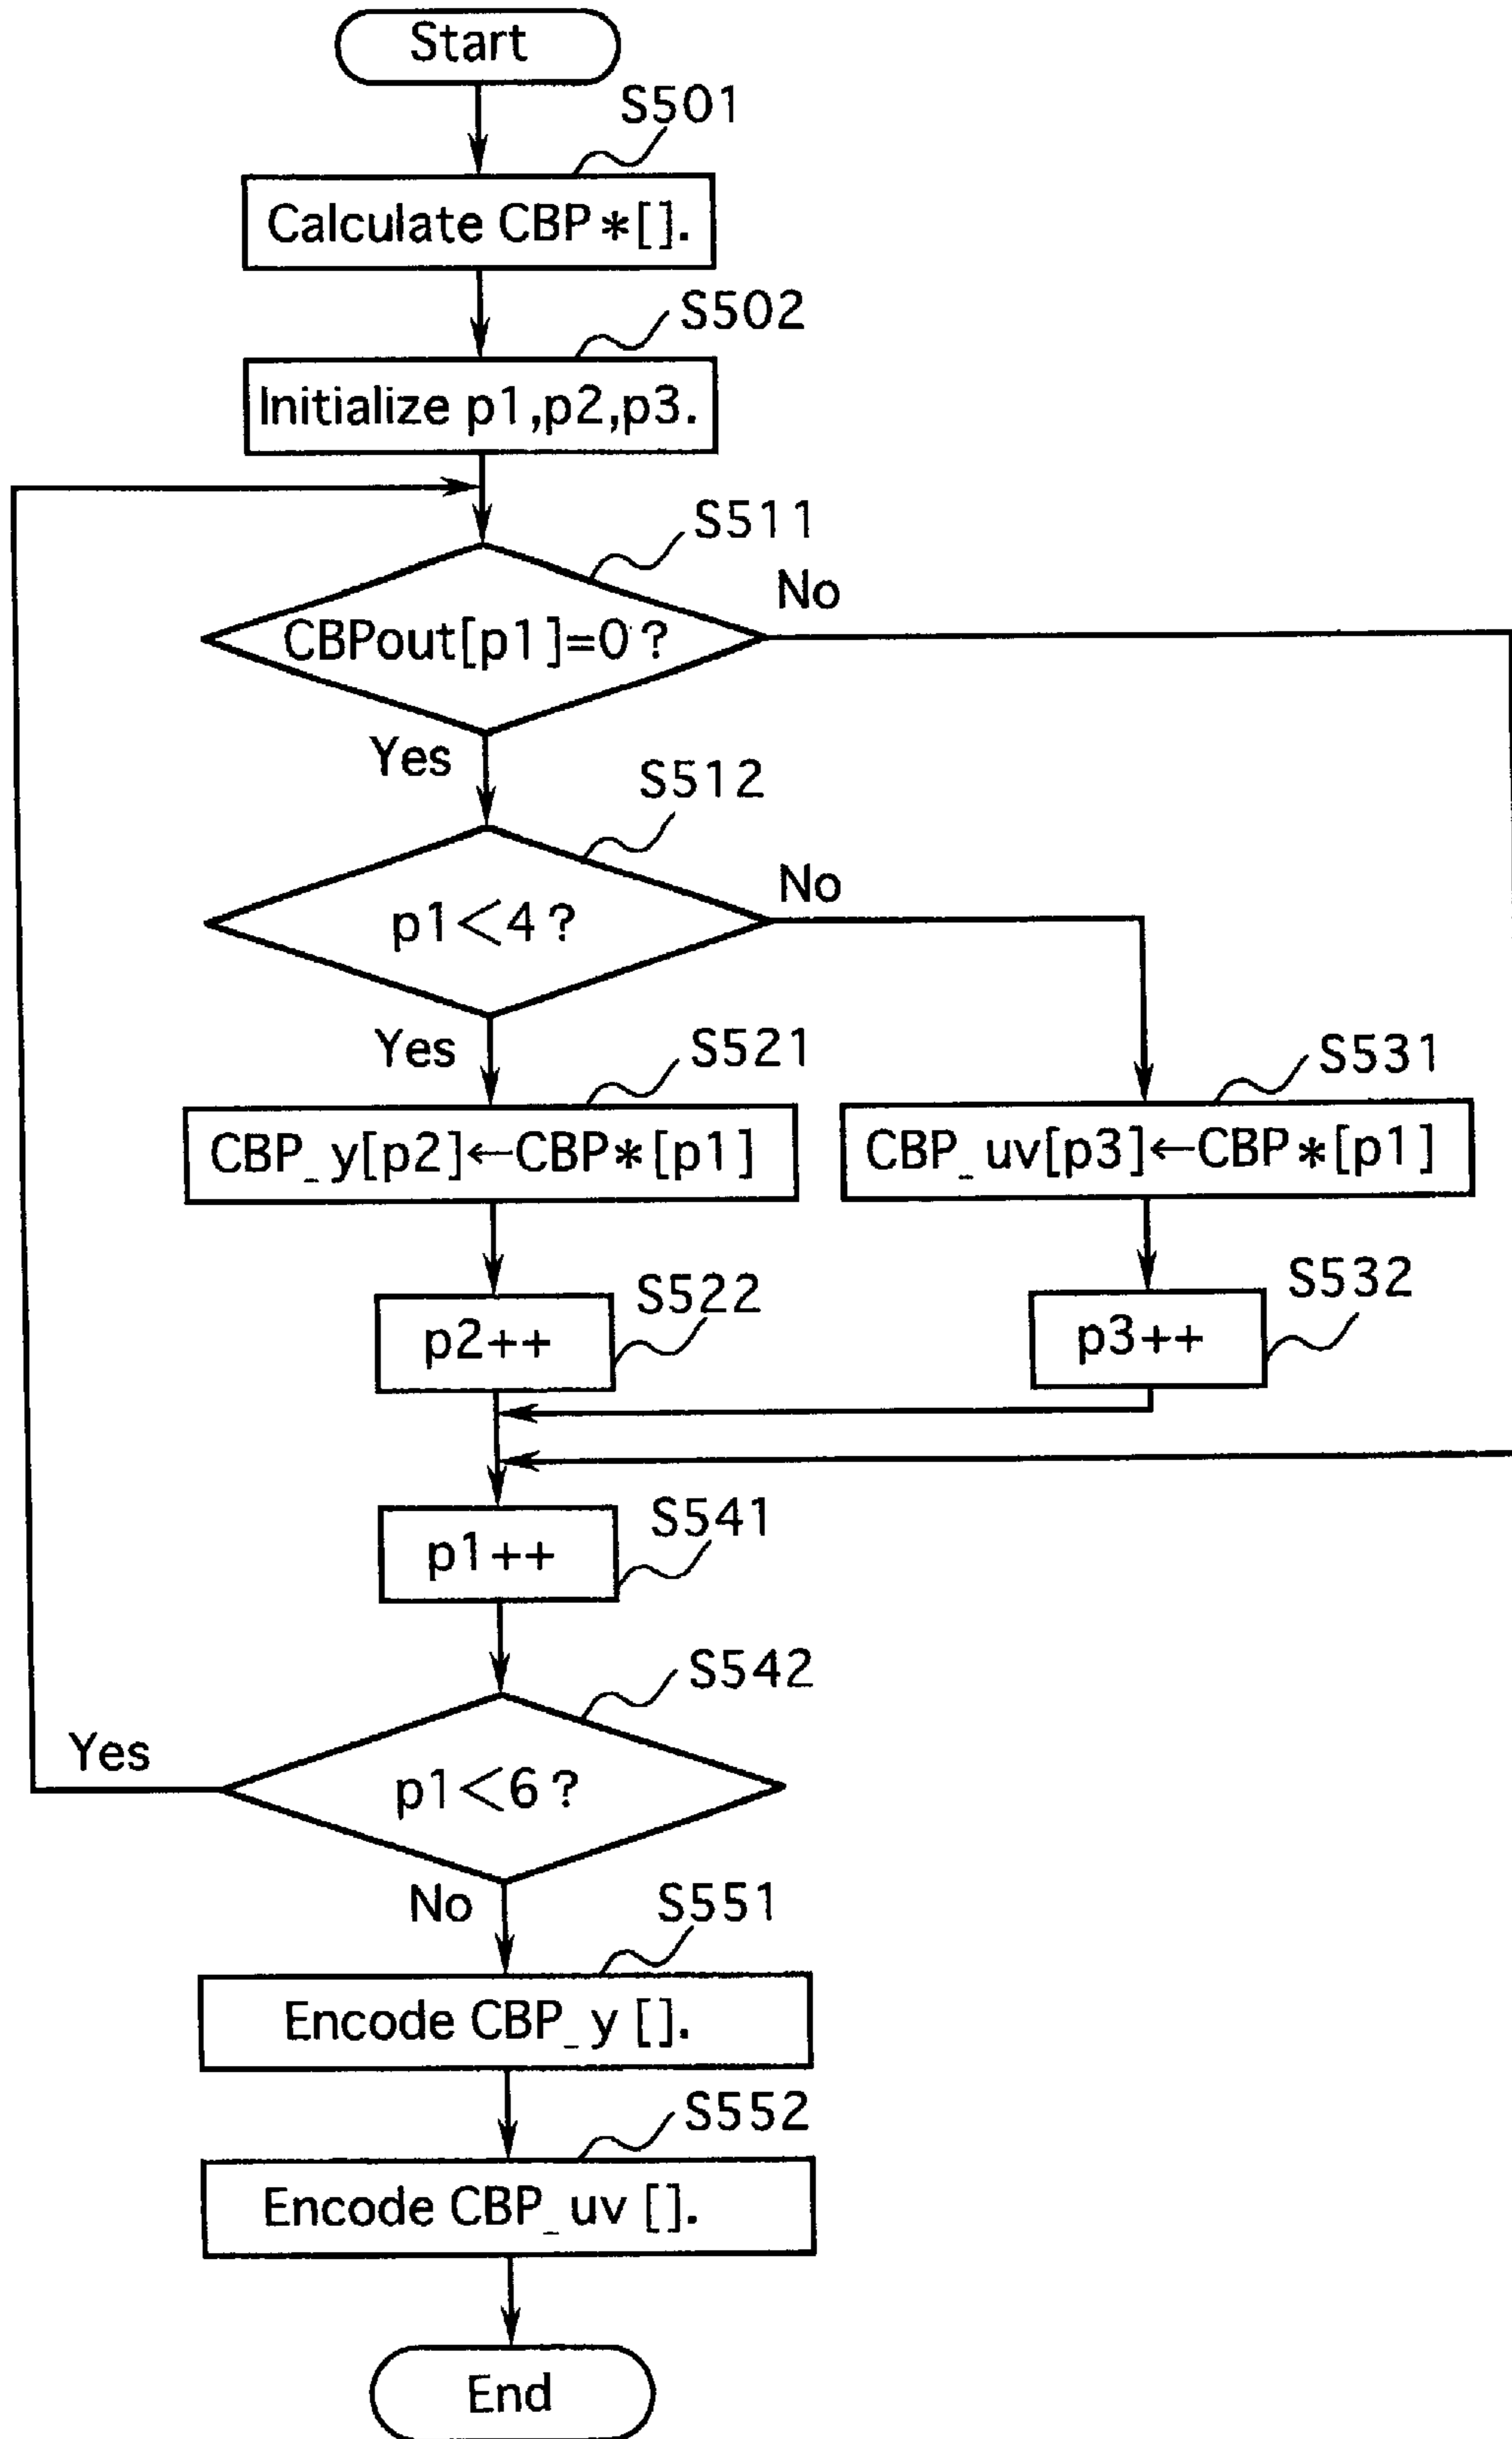 Start
S501
Calculate CBP*[].
S502
Initialize p1,p2,p3.
S511
CBPout[p1]=0?
No
Yes
S512
p1<4?
No
Yes
S521
CBP_y[p2]←CBP*[p1]
S531
CBP_uv[p3]←CBP*[p1]
S522
p2++
S532
p3++
S541
p1++
S542
p1<6?
Yes
No
S551
Encode CBP_y [].
S552
Encode CBP_uv [].
End